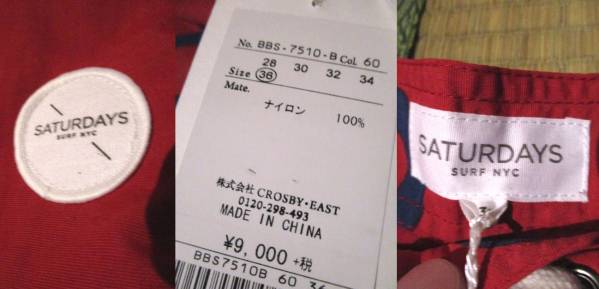 SATURDAYS
SURF NYC
No. BBS-7510-B Col. 60
28 30 32 34
Size 36
Mate.
ナイロン 100%
株式会社 CROSBY・EAST
0120-298-493
MADE IN CHINA
¥9,000 +税
BBS7510B 60 36
SATURDAYS
SURF NYC